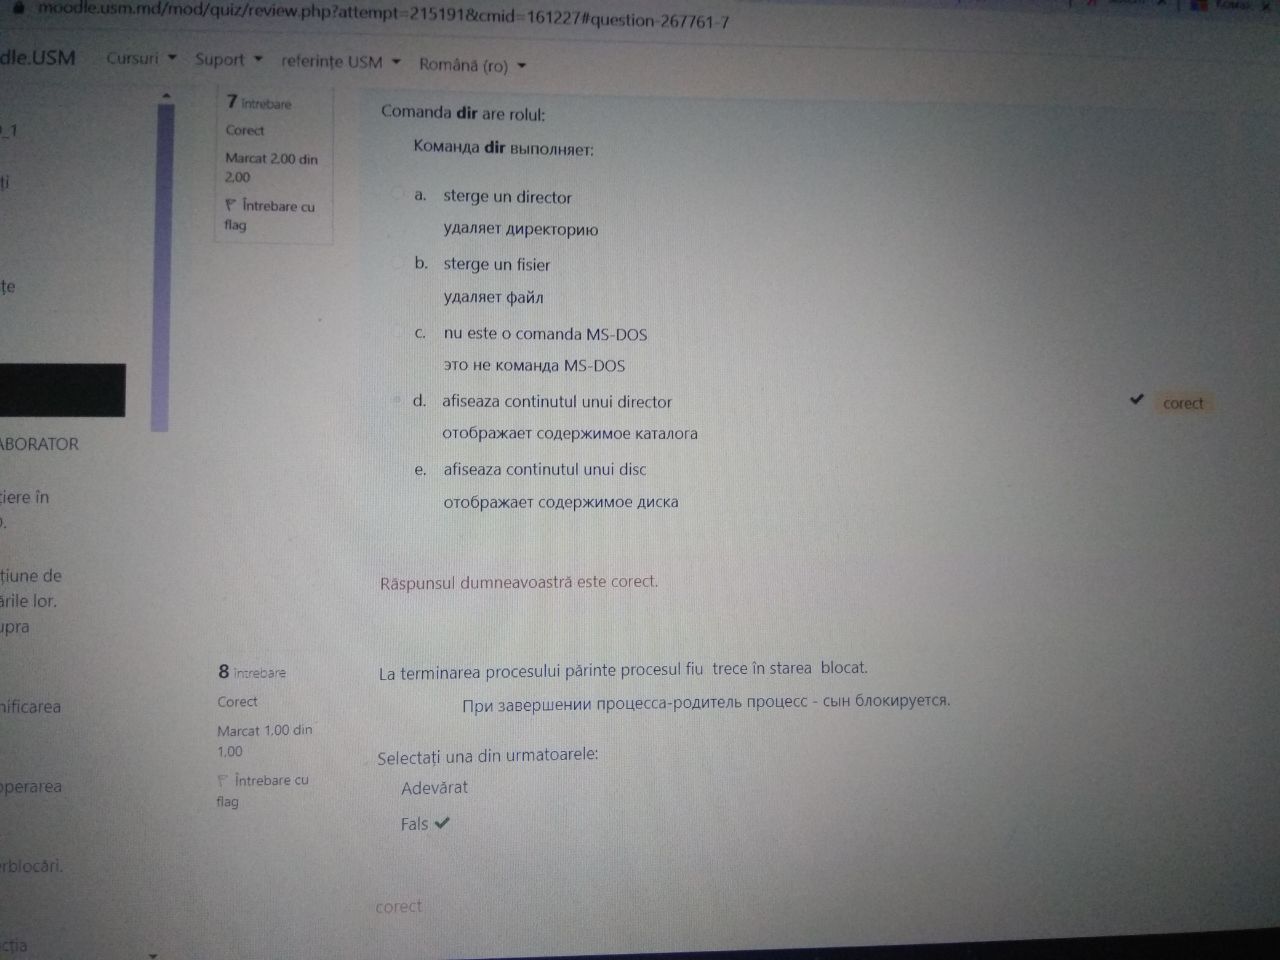 moodle.usm.md/mod/quiz/review.php?attempt=215191&cmid=161227#question-267761-7
dle.USM Cursuri Suport referințe USM Română (ro)
7 Întrebare
Corect
Marcat 2,00 din
2,00
Întrebare cu
flag
Comanda dir are rolul:
Команда dir выполняет:
a. sterge un director
удаляет директорию
b. sterge un fisier
удаляет файл
c. nu este o comanda MS-DOS
это не команда MS-DOS
d. afiseaza continutul unui director
corect
отображает содержимое каталога
e. afiseaza continutul unui disc
отображает содержимое диска
Răspunsul dumneavoastră este corect.
_1
ți
țe
ABORATOR
țiere în
țiune de
ările lor.
upra
nificarea
operarea
erblocări.
cția
8 Întrebare
Corect
Marcat 1,00 din
1,00
Întrebare cu
flag
La terminarea procesului părinte procesul fiu trece în starea blocat.
При завершении процесса-родитель процесс - сын блокируется.
Selectați una din urmatoarele:
Adevărat
Fals
corect